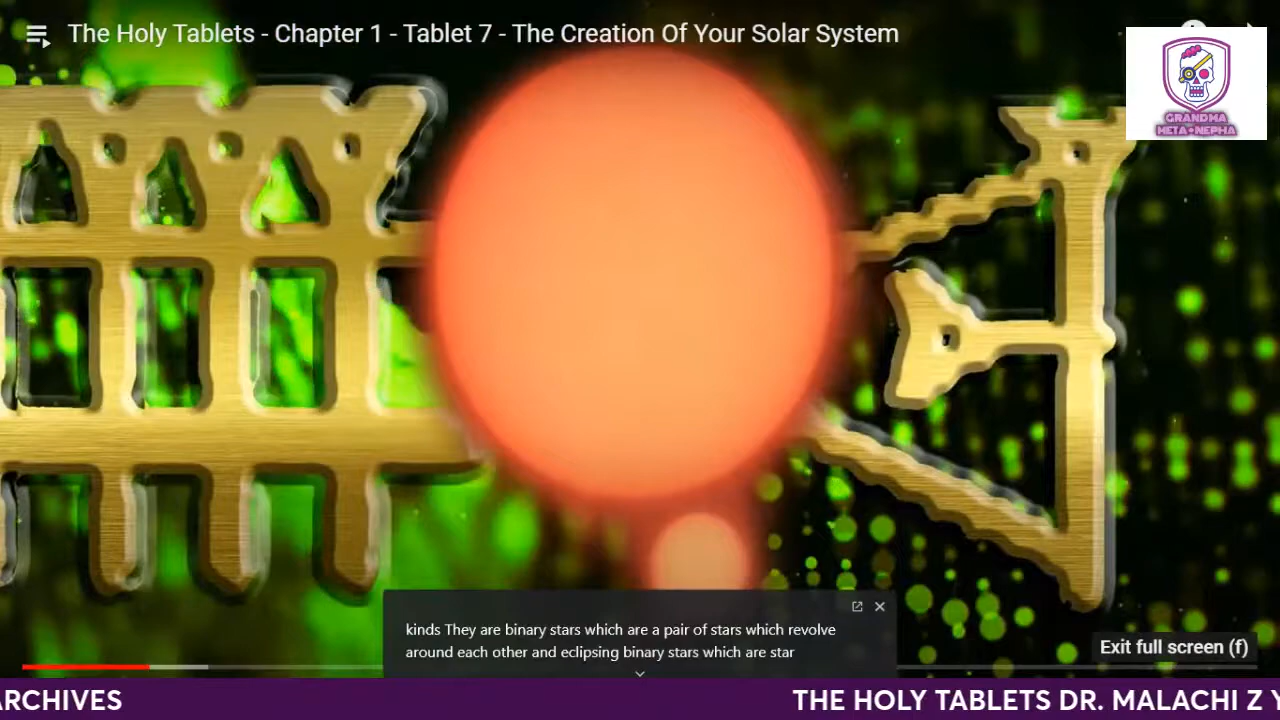 The Holy Tablets - Chapter 1 - Tablet 7 - The Creation Of Your Solar System
GRANDMA
META•NEPHA
kinds They are binary stars which are a pair of stars which revolve
around each other and eclipsing binary stars which are star
Exit full screen (f)
ARCHIVES
THE HOLY TABLETS DR. MALACHI Z Y